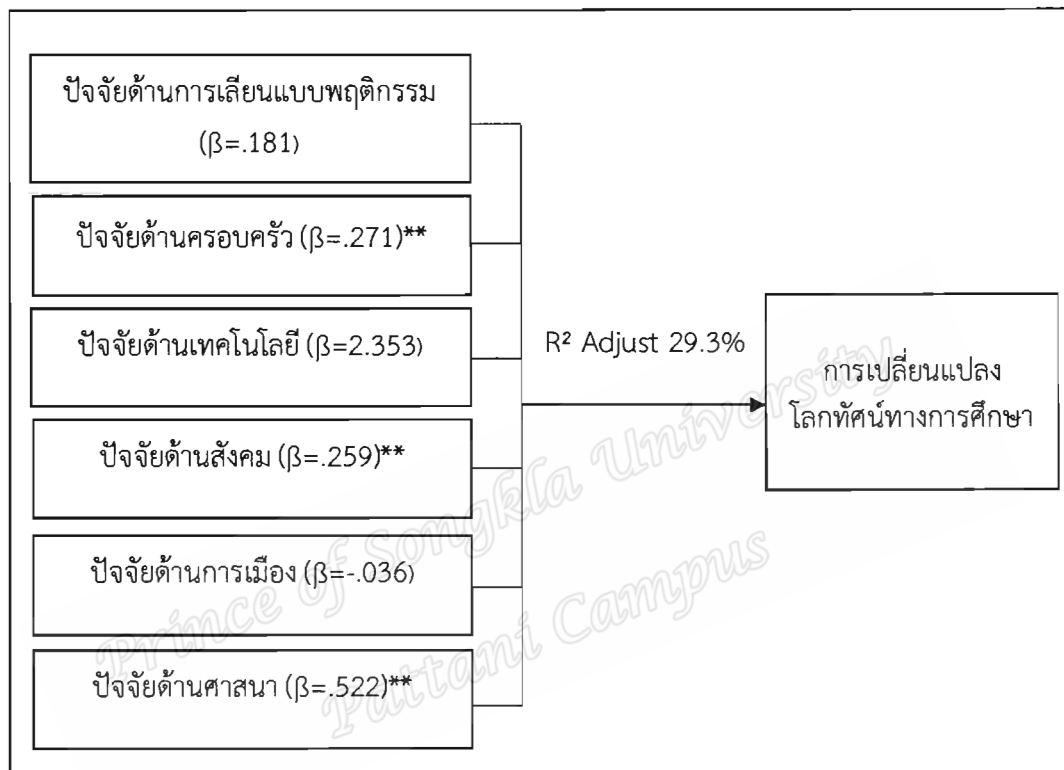 ปัจจัยด้านการเลียนแบบพฤติกรรม
(β=.181)
ปัจจัยด้านครอบครัว (β=.271)**
ปัจจัยด้านเทคโนโลยี (β=2.353)
ปัจจัยด้านสังคม (β=.259)**
ปัจจัยด้านการเมือง (β=-.036)
ปัจจัยด้านศาสนา (β=.522)**
R² Adjust 29.3%
การเปลี่ยนแปลง
โลกทัศน์ทางการศึกษา
Prince of Songkla University
Pattani Campus